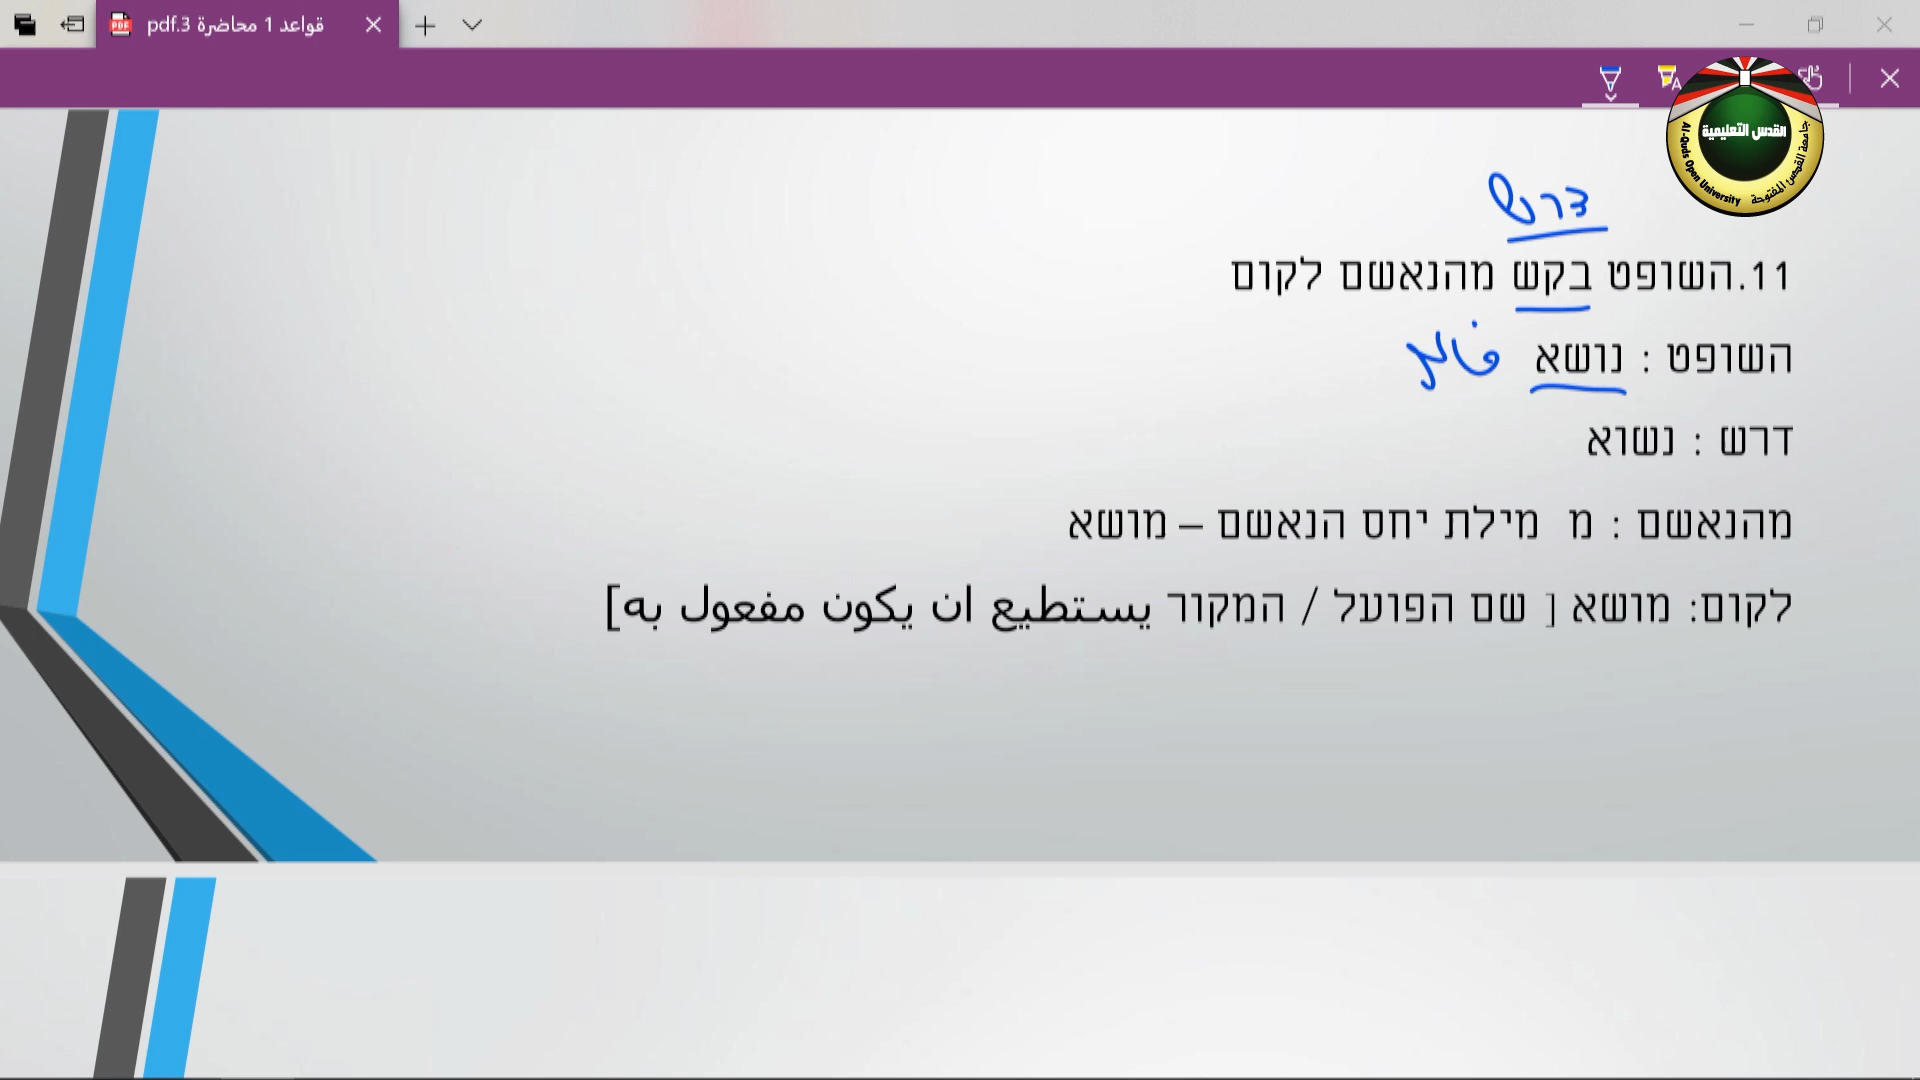 قواعد 1 محاضرة 3.pdf
القدس التعليمية
جامعة القدس المفتوحة
Al-Quds Open University
דרש
11.השופט בקש מהנאשם לקום
השופט : נושא فاعل
דרש : נשוא
מהנאשם : מ מילת יחס הנאשם – מושא
לקום: מושא [ שם הפועל / המקור يستطيع ان يكون مفعول به]